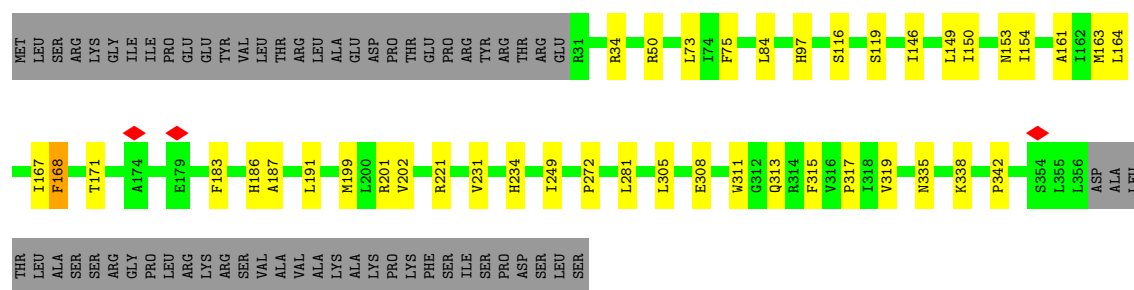 MET LEU SER ARG LYS GLY ILE ILE PRO GLU GLU TYR VAL LEU THR ARG LEU ALA GLU ASP PRO THR GLU PRO ARG TYR ARG THR ARG GLU R31 R34 R50 L73 I74 F75 L84 H97 S116 S119 I146 L149 I150 N153 I154 A161 I162 M163 L164
I167 F168 T171 A174 E179 F183 H186 A187 L191 M199 L200 R201 V202 R221 V231 H234 I249 P272 L281 L305 E308 W311 G312 Q313 R314 F315 V316 P317 I318 V319 N335 K338 P342 S354 L355 L356 ASP ALA LEU
THR LEU ALA SER SER ARG GLY PRO LEU ARG LYS ARG SER VAL ALA VAL ALA LYS ALA LYS PRO LYS PHE SER ILE SER PRO ASP SER LEU SER